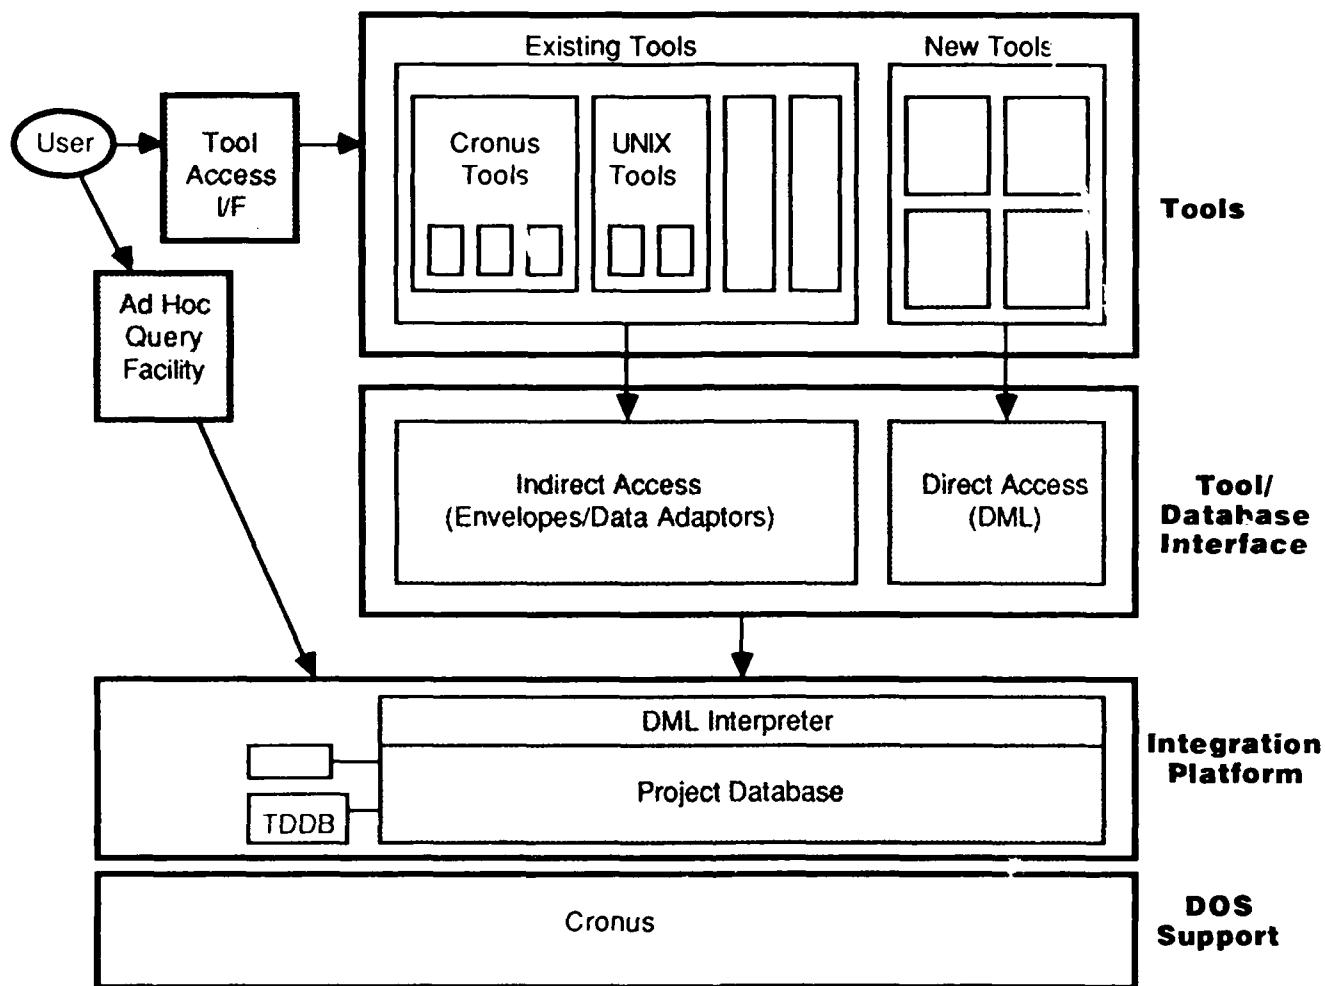 Existing Tools
New Tools
User
Tool
Access
I/F
Cronus
Tools
UNIX
Tools
Tools
Ad Hoc
Query
Facility
Indirect Access
(Envelopes/Data Adaptors)
Direct Access
(DML)
Tool/
Database
Interface
DML Interpreter
Project Database
TDDB
Integration
Platform
Cronus
DOS
Support